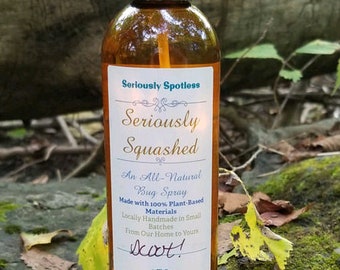 Seriously Spotless
Seriously
Squashed
An All-Natural
Bug Spray
Made with 100% Plant-Based
Materials
Locally Handmade in Small
Batches
From Our Home to Yours
Scoot!